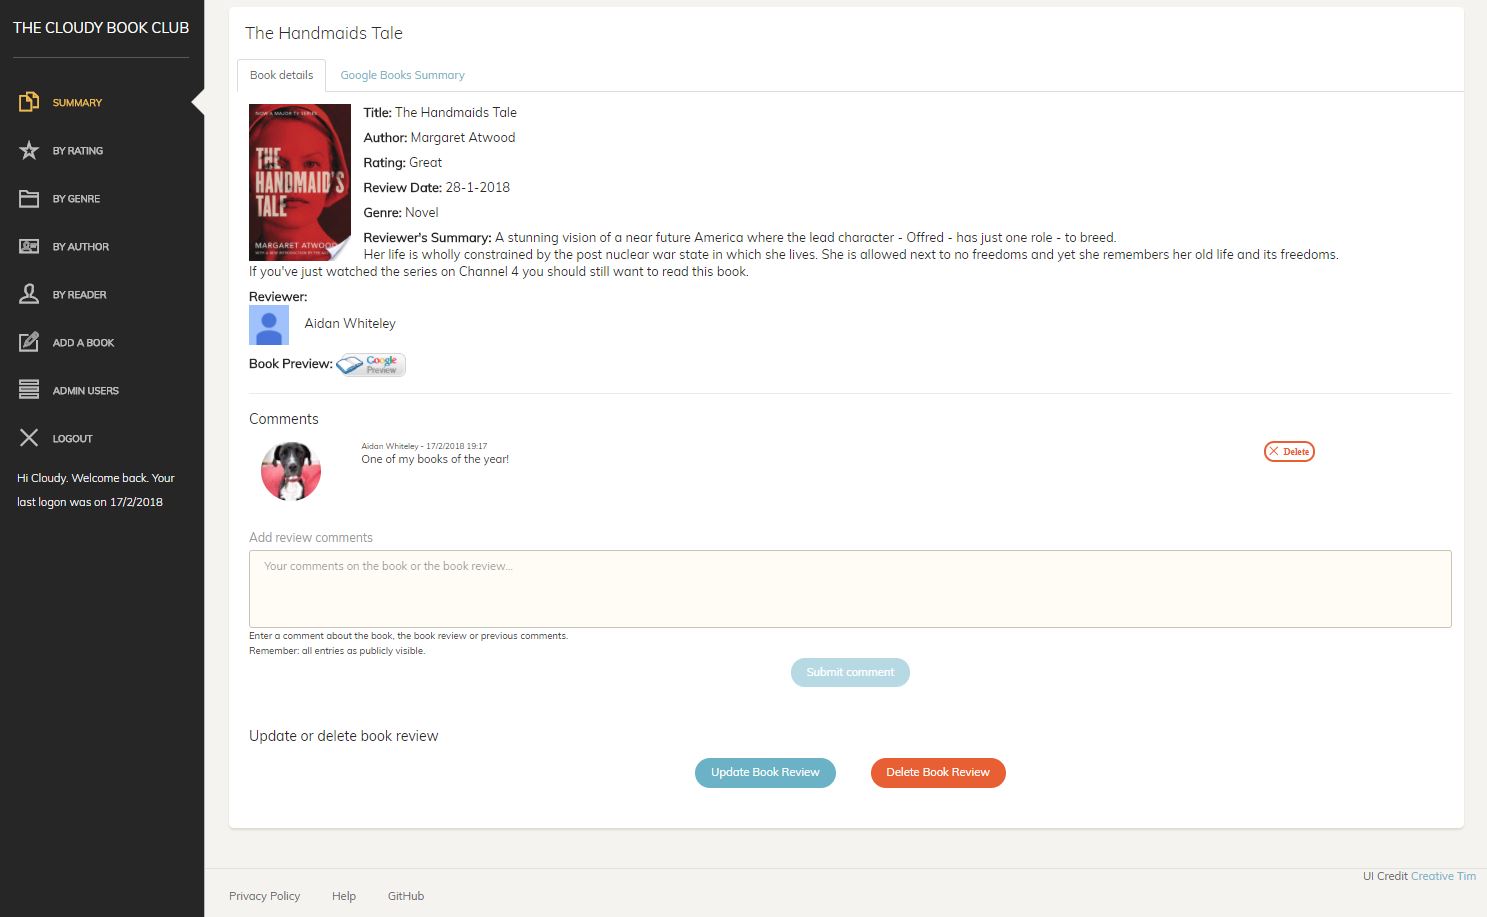 THE CLOUDY BOOK CLUB
SUMMARY
BY RATING
BY GENRE
BY AUTHOR
BY READER
ADD A BOOK
ADMIN USERS
LOGOUT
Hi Cloudy. Welcome back. Your
last logon was on 17/2/2018
The Handmaids Tale
Book details
Google Books Summary
NOW A MAJOR TV SERIES
THE
HANDMAID'S
TALE
MARGARET ATWOOD
Title: The Handmaids Tale
Author: Margaret Atwood
Rating: Great
Review Date: 28-1-2018
Genre: Novel
Reviewer's Summary: A stunning vision of a near future America where the lead character - Offred - has just one role - to breed.
Her life is wholly constrained by the post nuclear war state in which she lives. She is allowed next to no freedoms and yet she remembers her old life and its freedoms.
If you've just watched the series on Channel 4 you should still want to read this book.
Reviewer:
Aidan Whiteley
Book Preview: Google Preview
Comments
Aidan Whiteley - 17/2/2018 19:17
One of my books of the year!
Delete
Add review comments
Your comments on the book or the book review...
Enter a comment about the book, the book review or previous comments.
Remember: all entries as publicly visible.
Submit comment
Update or delete book review
Update Book Review
Delete Book Review
UI Credit Creative Tim
Privacy Policy
Help
GitHub